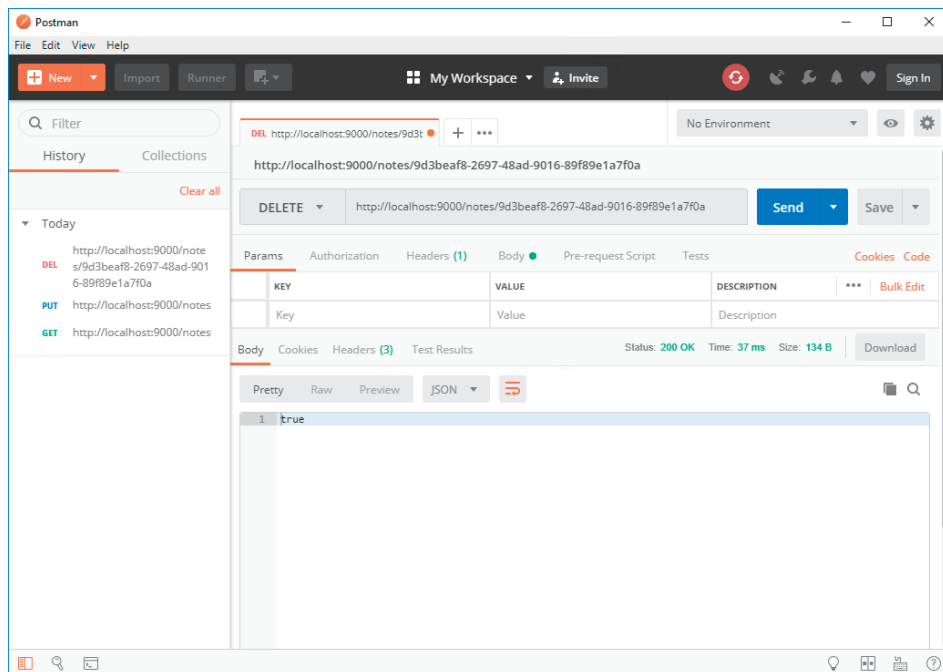 Postman
File Edit View Help
New Import Runner My Workspace Invite Sign In
Filter
History Collections
Clear all
Today
DEL http://localhost:9000/note
s/9d3beaf8-2697-48ad-901
6-89f89e1a7f0a
PUT http://localhost:9000/notes
GET http://localhost:9000/notes
DEL http://localhost:9000/notes/9d3b
No Environment
http://localhost:9000/notes/9d3beaf8-2697-48ad-9016-89f89e1a7f0a
DELETE http://localhost:9000/notes/9d3beaf8-2697-48ad-9016-89f89e1a7f0a Send Save
Params Authorization Headers (1) Body Pre-request Script Tests Cookies Code
KEY VALUE DESCRIPTION ••• Bulk Edit
Key Value Description
Body Cookies Headers (3) Test Results Status: 200 OK Time: 37 ms Size: 134 B Download
Pretty Raw Preview JSON
1 true